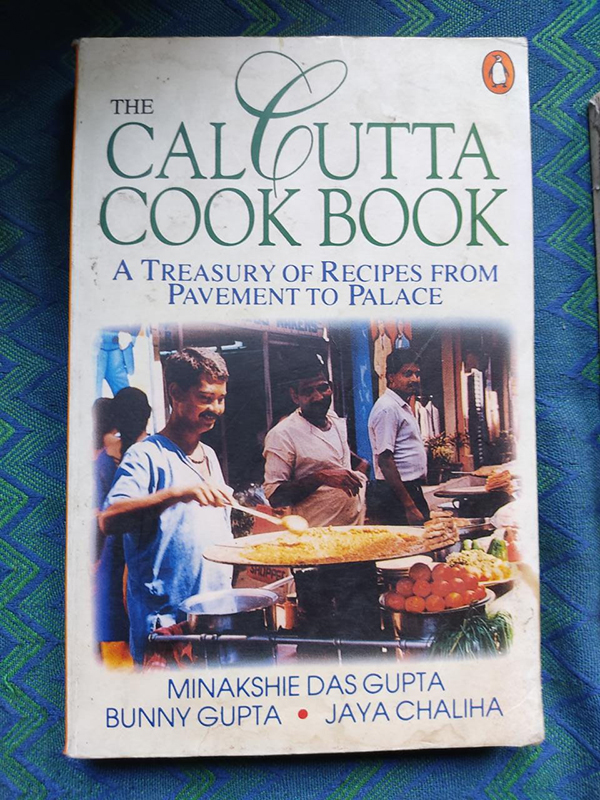 THE
CALCUTTA
COOK BOOK
A TREASURY OF RECIPES FROM
PAVEMENT TO PALACE
MINAKSHIE DAS GUPTA
BUNNY GUPTA • JAYA CHALIHA